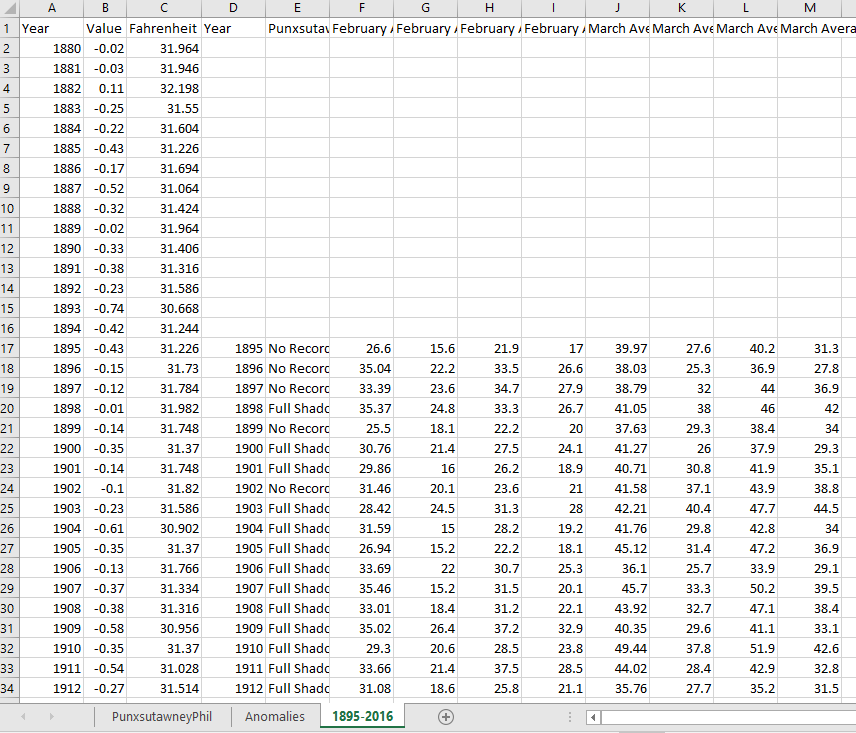 A B C D E F G H I J K L M
1 Year Value Fahrenheit Year Punxsutav February A February A February A February A March Ave March Ave March Ave March Avera
2 1880 -0.02 31.964
3 1881 -0.03 31.946
4 1882 0.11 32.198
5 1883 -0.25 31.55
6 1884 -0.22 31.604
7 1885 -0.43 31.226
8 1886 -0.17 31.694
9 1887 -0.52 31.064
10 1888 -0.32 31.424
11 1889 -0.02 31.964
12 1890 -0.33 31.406
13 1891 -0.38 31.316
14 1892 -0.23 31.586
15 1893 -0.74 30.668
16 1894 -0.42 31.244
17 1895 -0.43 31.226 1895 No Record 26.6 15.6 21.9 17 39.97 27.6 40.2 31.3
18 1896 -0.15 31.73 1896 No Record 35.04 22.2 33.5 26.6 38.03 25.3 36.9 27.8
19 1897 -0.12 31.784 1897 No Record 33.39 23.6 34.7 27.9 38.79 32 44 36.9
20 1898 -0.01 31.982 1898 Full Shado 35.37 24.8 33.3 26.7 41.05 38 46 42
21 1899 -0.14 31.748 1899 No Record 25.5 18.1 22.2 20 37.63 29.3 38.4 34
22 1900 -0.35 31.37 1900 Full Shado 30.76 21.4 27.5 24.1 41.27 26 37.9 29.3
23 1901 -0.14 31.748 1901 Full Shado 29.86 16 26.2 18.9 40.71 30.8 41.9 35.1
24 1902 -0.1 31.82 1902 No Record 31.46 20.1 23.6 21 41.58 37.1 43.9 38.8
25 1903 -0.23 31.586 1903 Full Shado 28.42 24.5 31.3 28 42.21 40.4 47.7 44.5
26 1904 -0.61 30.902 1904 Full Shado 31.59 15 28.2 19.2 41.76 29.8 42.8 34
27 1905 -0.35 31.37 1905 Full Shado 26.94 15.2 22.2 18.1 45.12 31.4 47.2 36.9
28 1906 -0.13 31.766 1906 Full Shado 33.69 22 30.7 25.3 36.1 25.7 33.9 29.1
29 1907 -0.37 31.334 1907 Full Shado 35.46 15.2 31.5 20.1 45.7 33.3 50.2 39.5
30 1908 -0.38 31.316 1908 Full Shado 33.01 18.4 31.2 22.1 43.92 32.7 47.1 38.4
31 1909 -0.58 30.956 1909 Full Shado 35.02 26.4 37.2 32.9 40.35 29.6 41.1 33.1
32 1910 -0.35 31.37 1910 Full Shado 29.3 20.6 28.5 23.8 49.44 37.8 51.9 42.6
33 1911 -0.54 31.028 1911 Full Shado 33.66 21.4 37.5 28.5 44.02 28.4 42.9 32.8
34 1912 -0.27 31.514 1912 Full Shado 31.08 18.6 25.8 21.1 35.76 27.7 35.2 31.5
PunxsutawneyPhil Anomalies 1895-2016